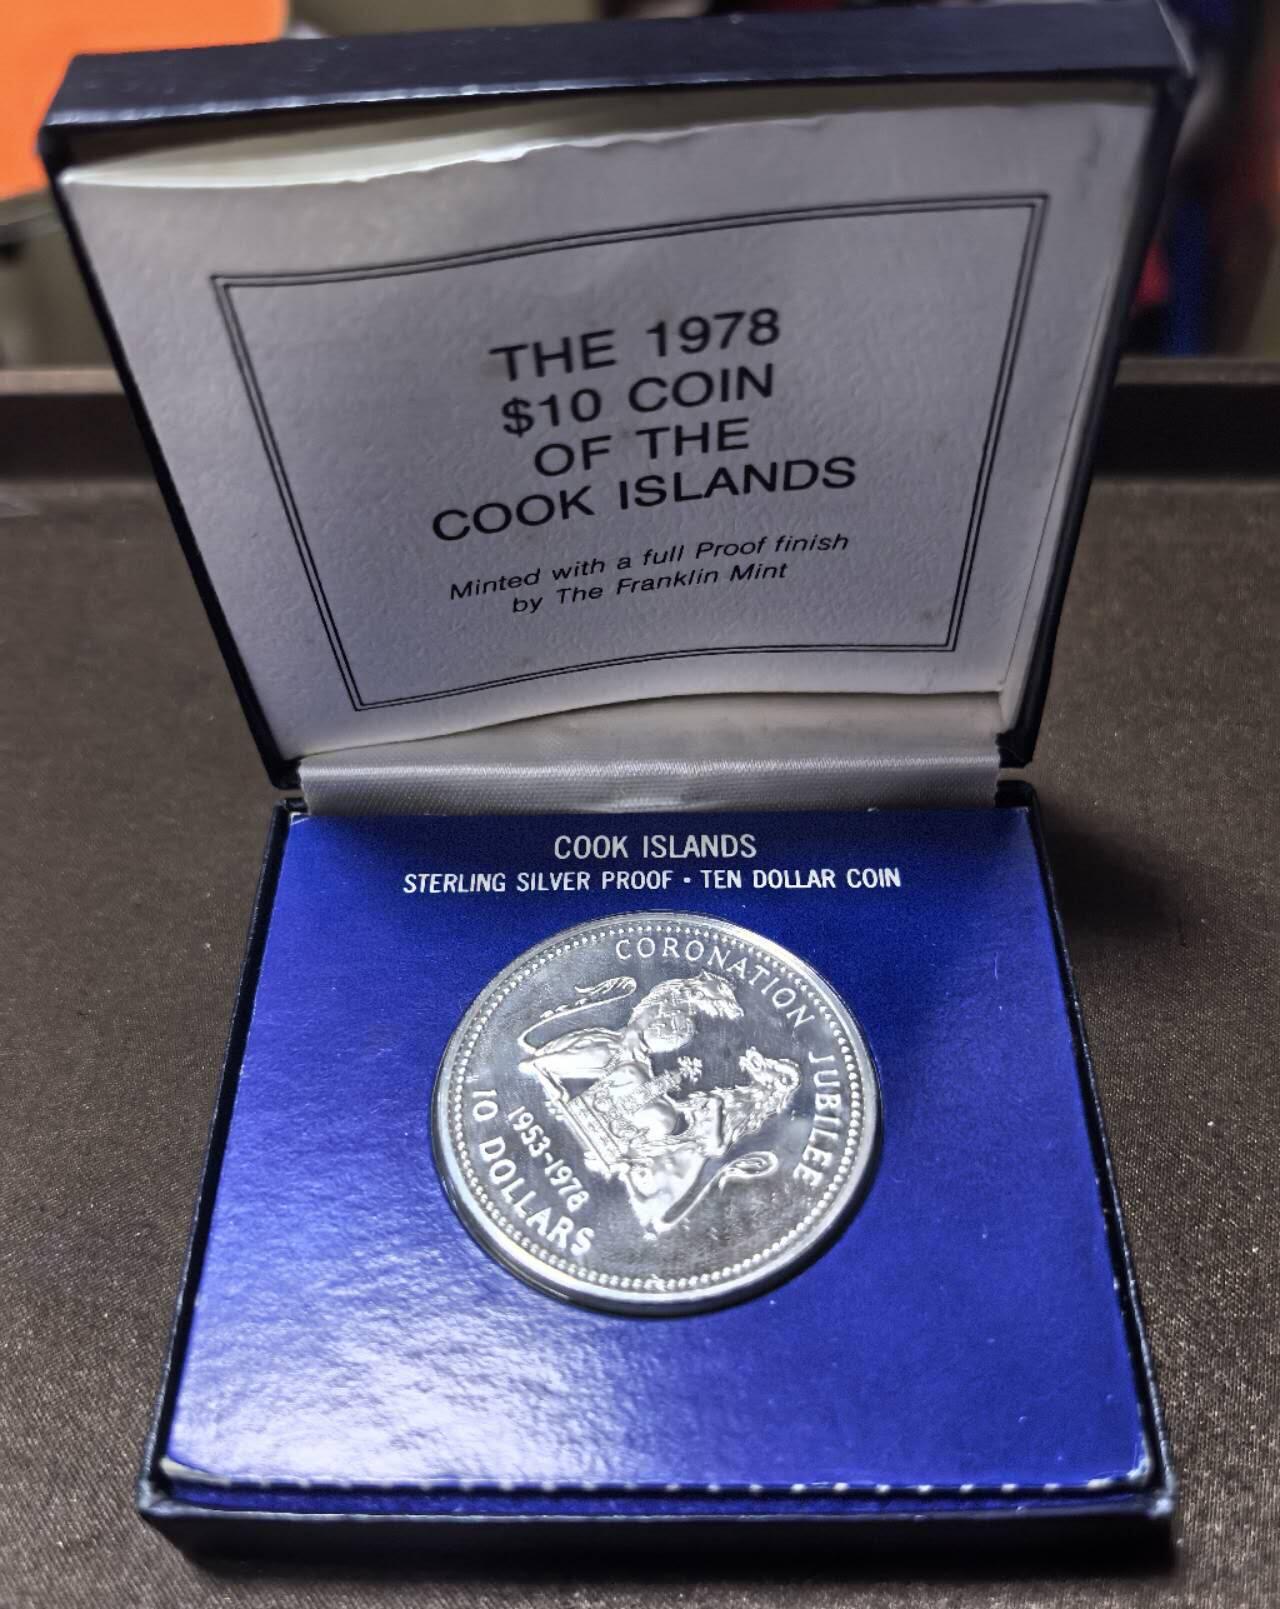 THE 1978
$10 COIN
OF THE
COOK ISLANDS
Minted with a full Proof finish
by The Franklin Mint
COOK ISLANDS
STERLING SILVER PROOF • TEN DOLLAR COIN
CORONATION JUBILEE
1953-1978
10 DOLLARS